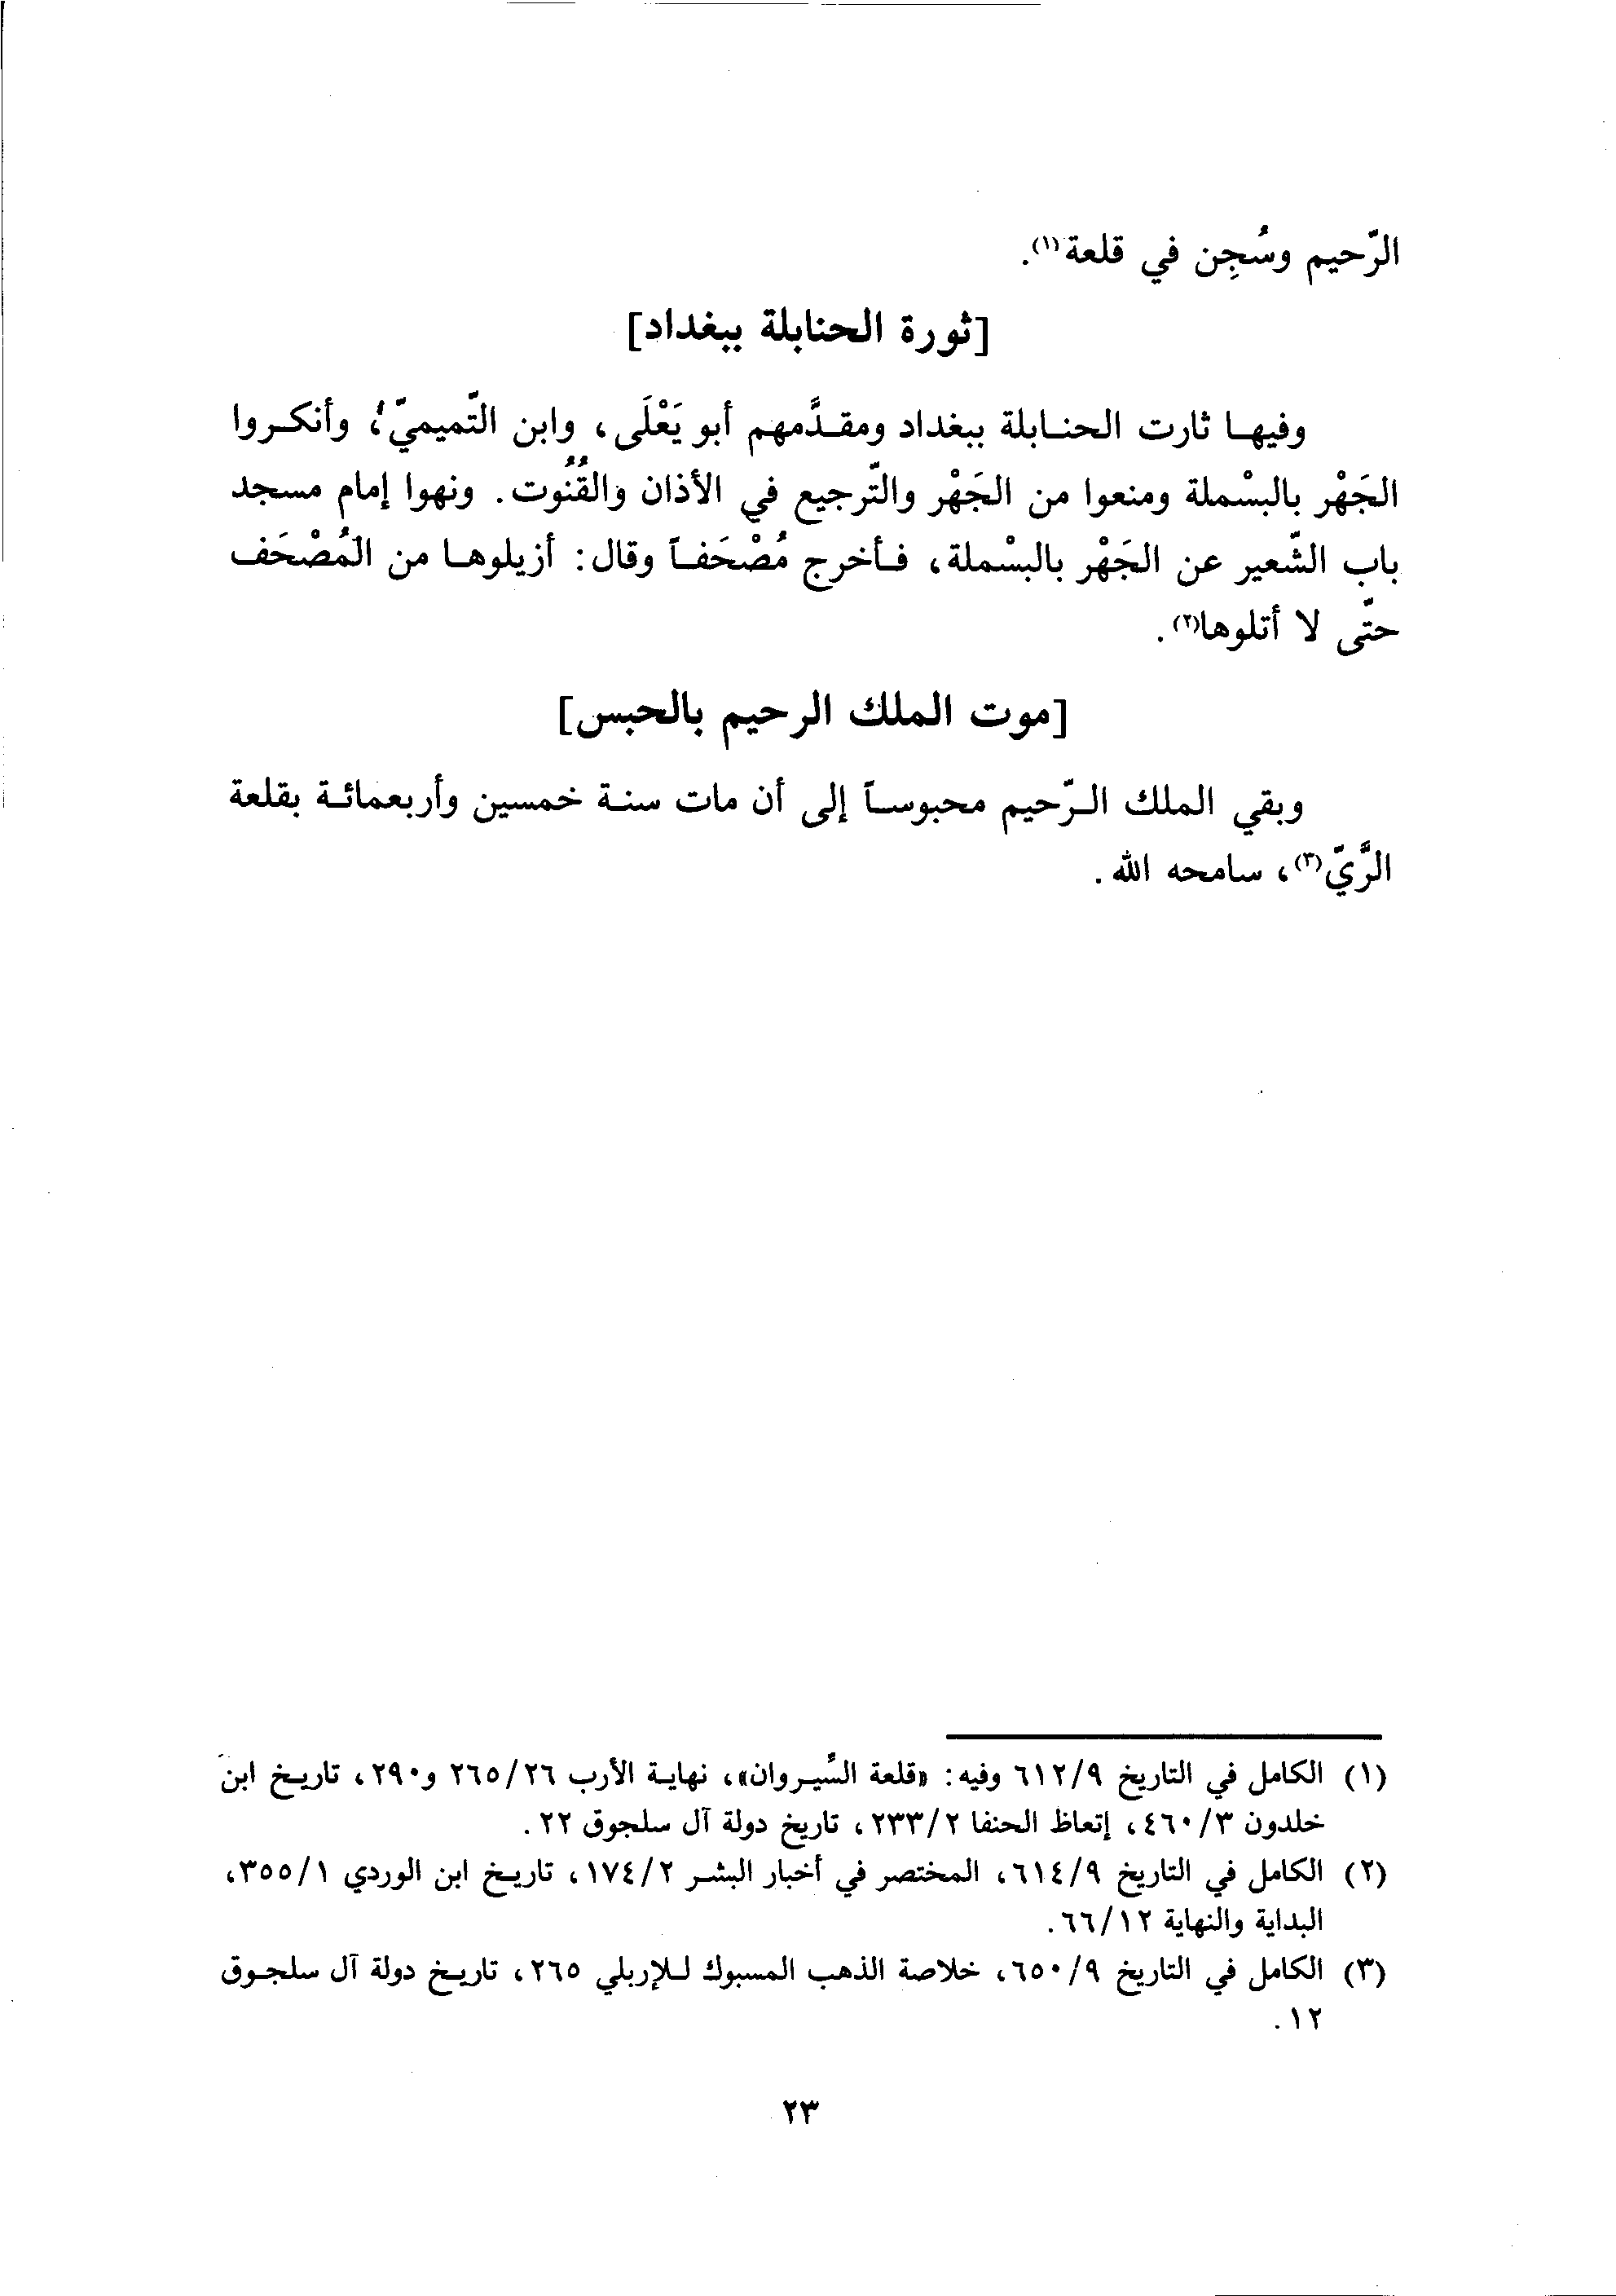 الرّحيم وسُجِن في قلعة(١).
[ثورة الحنابلة ببغداد]
وفيها ثارت الحنابلة ببغداد ومقدَّمهم أبو يَعْلَى، وابن التّميميّ؛ وأنكروا
الجَهْر بالبسْملة ومنعوا من الجَهْر والتّرجيع في الأذان والقُنُوت. ونهوا إمام مسجد
باب الشّعير عن الجَهْر بالبسْملة، فأخرج مُصْحَفاً وقال: أزيلوها من المُصْحَف
حتّى لا أتلوها(٢).
[موت الملك الرحيم بالحبس]
وبقي الملك الرّحيم محبوساً إلى أن مات سنة خمسين وأربعمائة بقلعة
الرَّيّ(٣)، سامحه الله.
(١) الكامل في التاريخ ٦١٢/٩ وفيه: «قلعة السّيروان»، نهاية الأرب ٢٦٥/٢٦ و٢٩٠، تاريخ ابن
خلدون ٤٦٠/٣، إتعاظ الحنفا ٢٣٣/٢، تاريخ دولة آل سلجوق ٢٢.
(٢) الكامل في التاريخ ٦١٤/٩، المختصر في أخبار البشر ١٧٤/٢، تاريخ ابن الوردي ٣٥٥/١،
البداية والنهاية ٦٦/١٢.
(٣) الكامل في التاريخ ٦٥٠/٩، خلاصة الذهب المسبوك للإربلي ٢٦٥، تاريخ دولة آل سلجوق
١٢.
٢٣